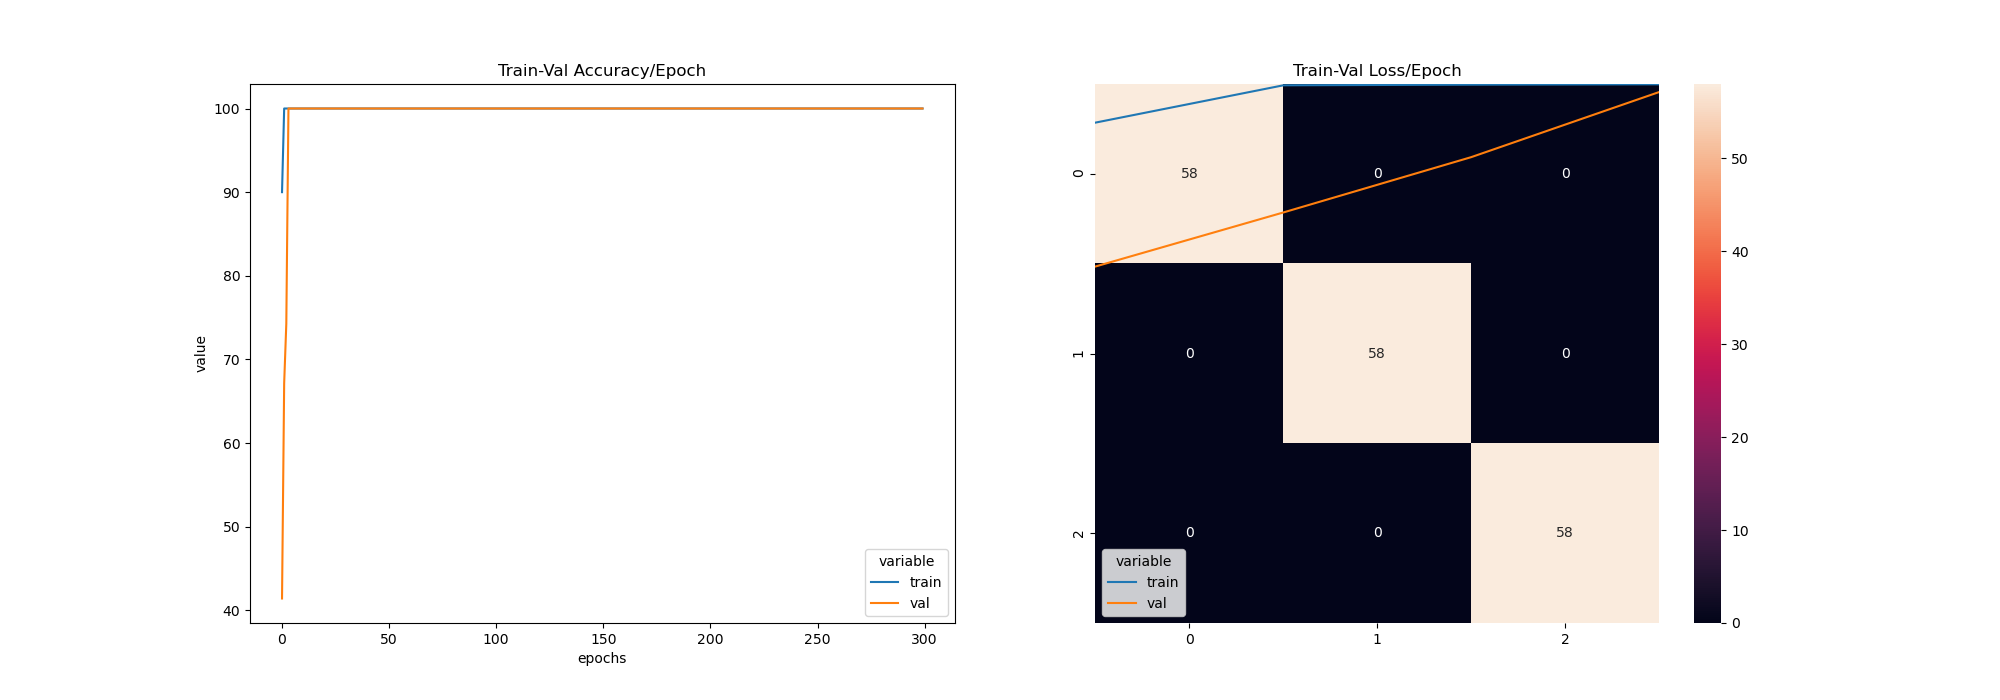 Train-Val Accuracy/Epoch
100
90
80
70
60
50
40
value
0 50 100 150 200 250 300
epochs
variable
train
val
Train-Val Loss/Epoch
0
58 0 0
1
0 58 0
2
0 0 58
variable
train
val
0 1 2
50
40
30
20
10
0